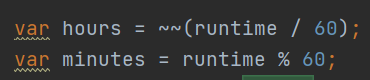 var hours = ~~(runtime / 60);
var minutes = runtime % 60;